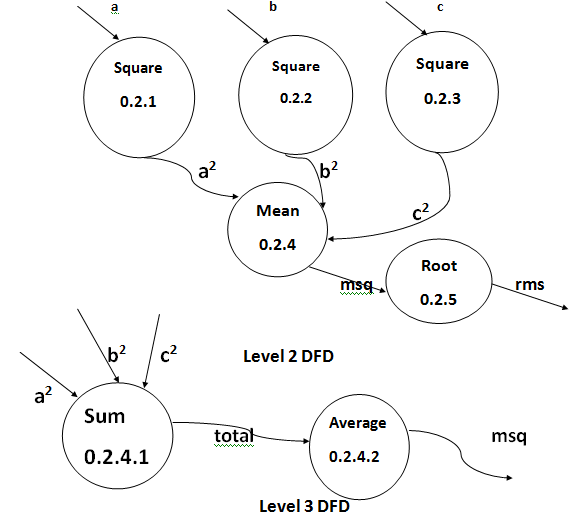 a
b
c
Square
0.2.1
Square
0.2.2
Square
0.2.3
a²
b²
c²
Mean
0.2.4
msq
Root
0.2.5
rms
Level 2 DFD
a²
b²
c²
Sum
0.2.4.1
total
Average
0.2.4.2
msq
Level 3 DFD